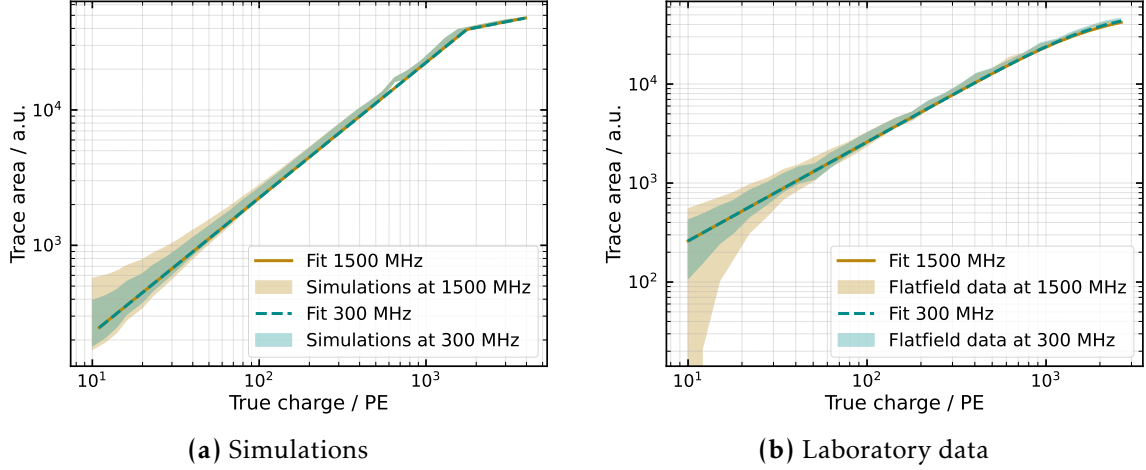 Trace area / a.u.
10^4
10^3
10^1
10^2
10^3
True charge / PE
Fit 1500 MHz
Simulations at 1500 MHz
Fit 300 MHz
Simulations at 300 MHz
(a) Simulations
Trace area / a.u.
10^4
10^3
10^2
10^1
10^2
10^3
True charge / PE
Fit 1500 MHz
Flatfield data at 1500 MHz
Fit 300 MHz
Flatfield data at 300 MHz
(b) Laboratory data